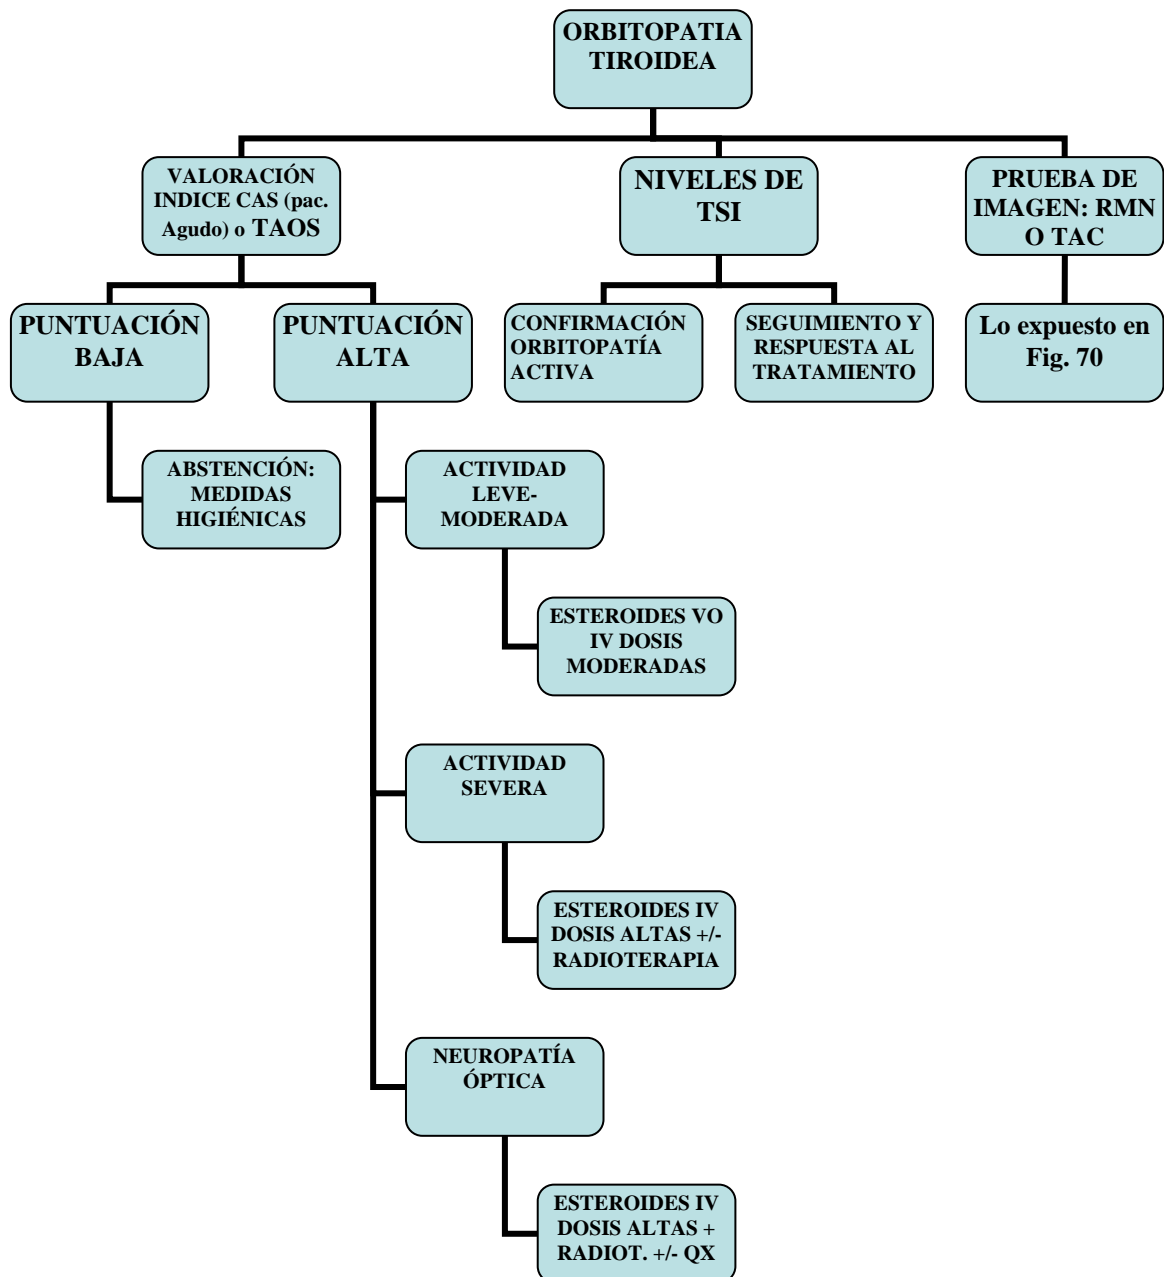 ORBITOPATIA
TIROIDEA
VALORACIÓN
INDICE CAS (pac.
Agudo) o TAOS
NIVELES DE
TSI
PRUEBA DE
IMAGEN: RMN
O TAC
PUNTUACIÓN
BAJA
PUNTUACIÓN
ALTA
CONFIRMACIÓN
ORBITOPATÍA
ACTIVA
SEGUIMIENTO Y
RESPUESTA AL
TRATAMIENTO
Lo expuesto en
Fig. 70
ABSTENCIÓN:
MEDIDAS
HIGIÉNICAS
ACTIVIDAD
LEVE-
MODERADA
ESTEROIDES VO
IV DOSIS
MODERADAS
ACTIVIDAD
SEVERA
ESTEROIDES IV
DOSIS ALTAS +/-
RADIOTERAPIA
NEUROPATÍA
ÓPTICA
ESTEROIDES IV
DOSIS ALTAS +
RADIOT. +/- QX